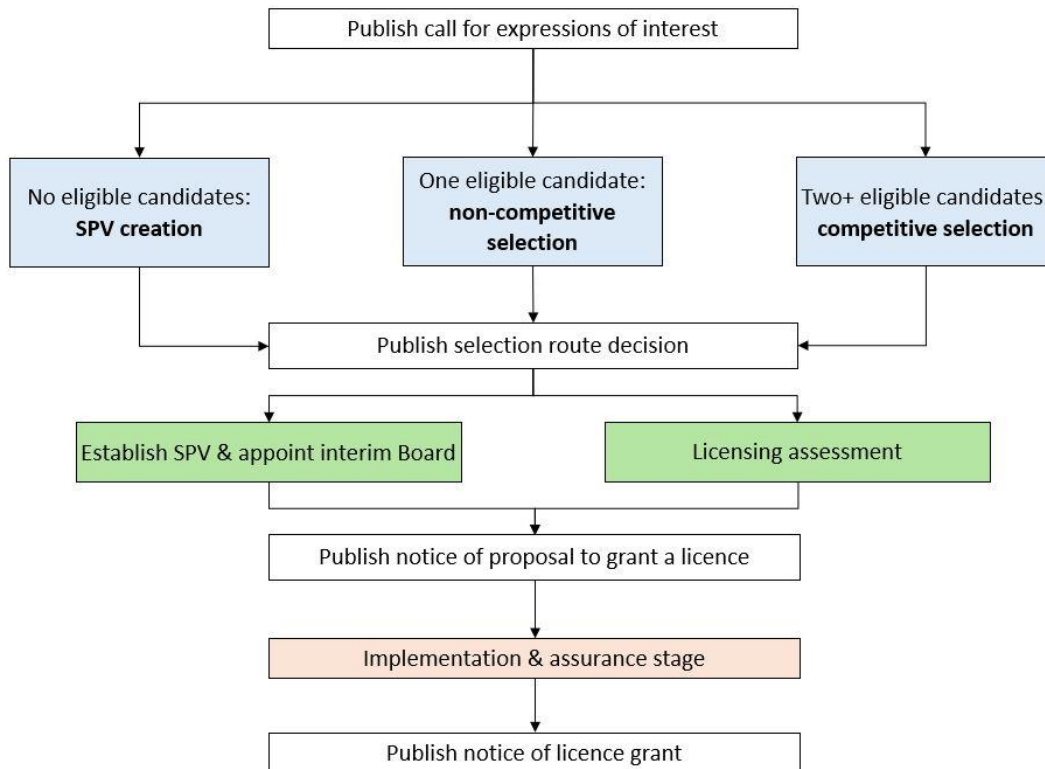 Publish call for expressions of interest
No eligible candidates:
SPV creation
One eligible candidate:
non-competitive
selection
Two+ eligible candidates:
competitive selection
Publish selection route decision
Establish SPV & appoint interim Board
Licensing assessment
Publish notice of proposal to grant a licence
Implementation & assurance stage
Publish notice of licence grant